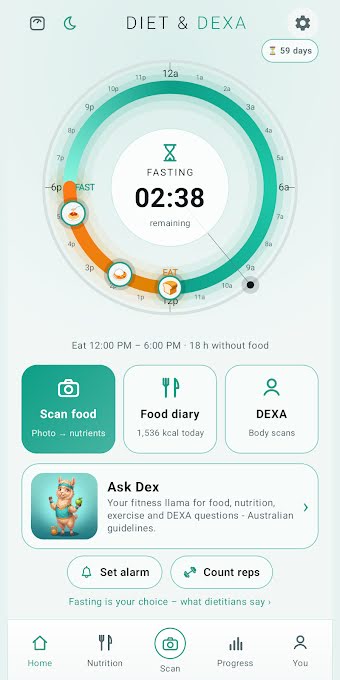 DIET & DEXA
59 days
12a
11p
1a
10p
2a
9p
3a
8p
4a
7p
5a
6p
FAST
6a
FASTING
02:38
remaining
5p
7a
4p
8a
3p
9a
2p
EAT
10a
1p
12p
11a
Eat 12:00 PM – 6:00 PM · 18 h without food
Scan food
Photo → nutrients
Food diary
1,536 kcal today
DEXA
Body scans
Ask Dex
Your fitness llama for food, nutrition,
exercise and DEXA questions - Australian
guidelines.
Set alarm
Count reps
Fasting is your choice – what dietitians say ›
Home
Nutrition
Scan
Progress
You